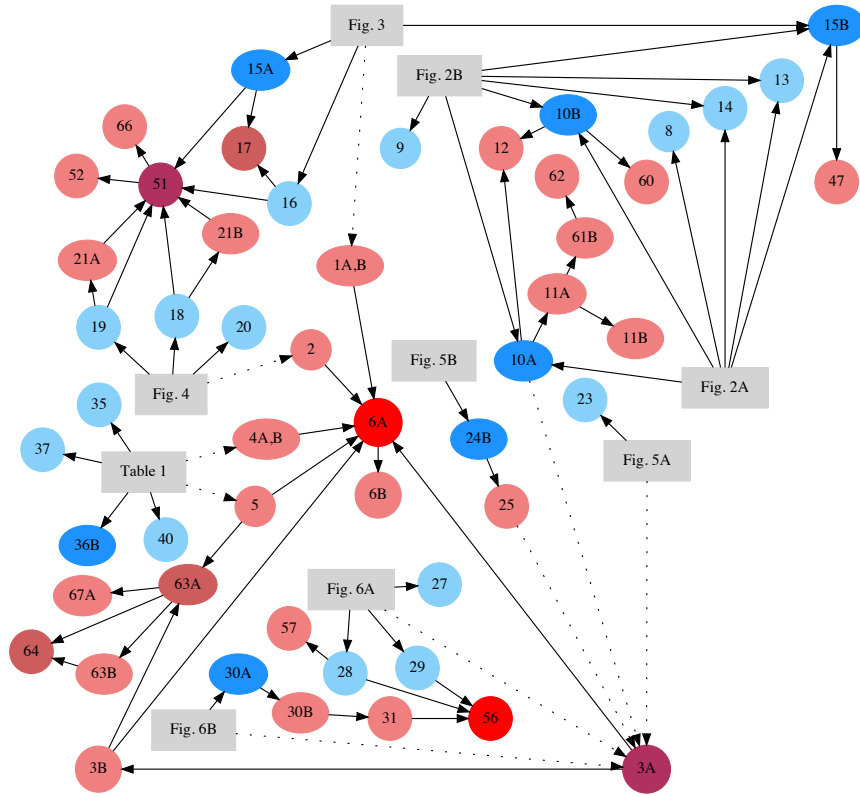 Fig. 3
15B
15A
Fig. 2B
13
14
10B
66
8
17
12
9
52
51
62
60
47
16
21B
61B
21A
1A,B
11A
18
19
20
11B
2
Fig. 5B
10A
Fig. 4
Fig. 2A
35
23
6A
4A,B
24B
37
Table 1
Fig. 5A
6B
5
25
36B
40
63A
27
67A
Fig. 6A
57
64
29
63B
30A
28
30B
31
56
Fig. 6B
3B
3A